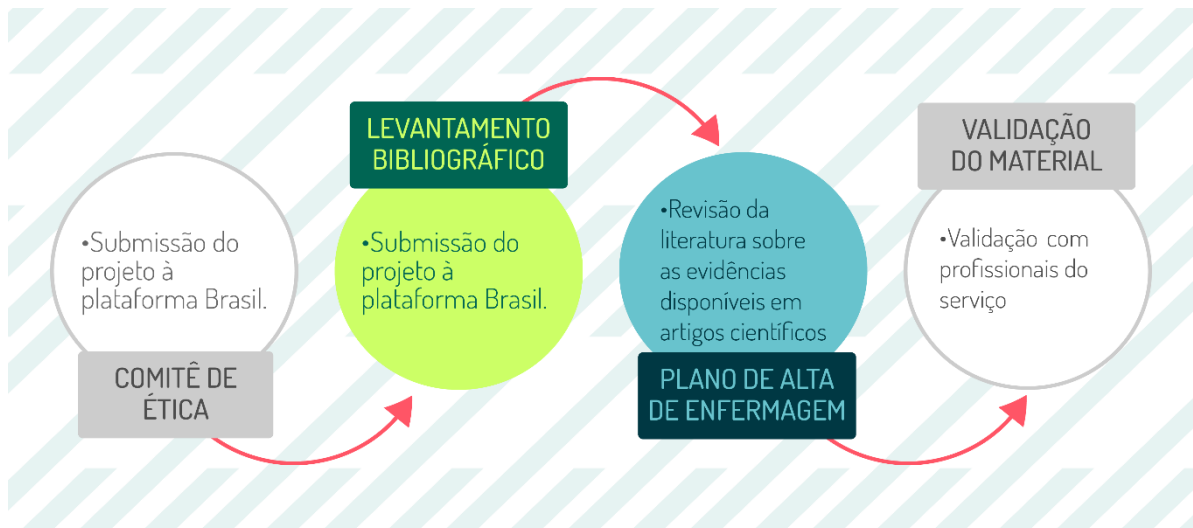 •Submissão do
projeto à
plataforma Brasil.
COMITÊ DE
ÉTICA
LEVANTAMENTO
BIBLIOGRÁFICO
•Submissão do
projeto à
plataforma Brasil.
•Revisão da
literatura sobre
as evidências
disponíveis em
artigos científicos
PLANO DE ALTA
DE ENFERMAGEM
VALIDAÇÃO
DO MATERIAL
•Validação com
profissionais do
serviço